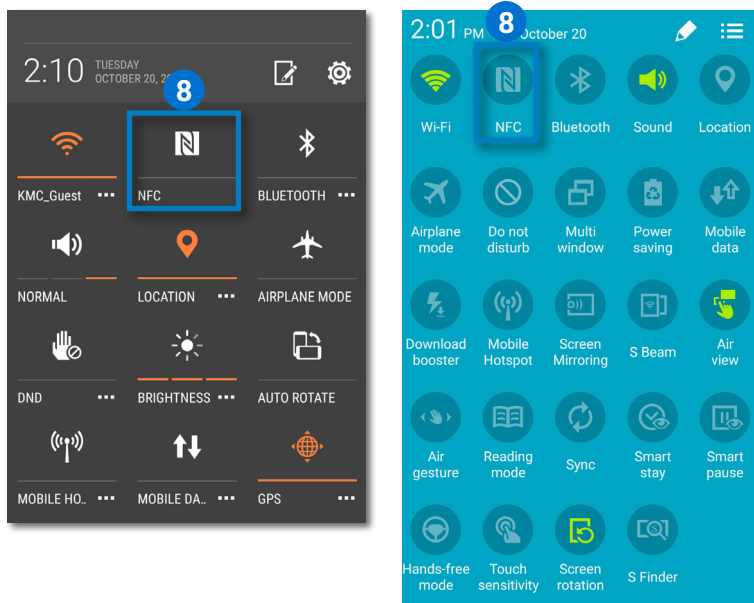 2:10 TUESDAY
OCTOBER 20,
8
KMC_Guest NFC BLUETOOTH
NORMAL LOCATION AIRPLANE MODE
DND BRIGHTNESS AUTO ROTATE
MOBILE HO.. MOBILE DA.. GPS
8
2:01 PM October 20
Wi-Fi NFC Bluetooth Sound Location
Airplane Do not Multi Power Mobile
mode disturb window saving data
Download Mobile Screen S Beam Air
booster Hotspot Mirroring view
Air Reading Sync Smart Smart
gesture mode stay pause
Hands-free Touch Screen S Finder
mode sensitivity rotation